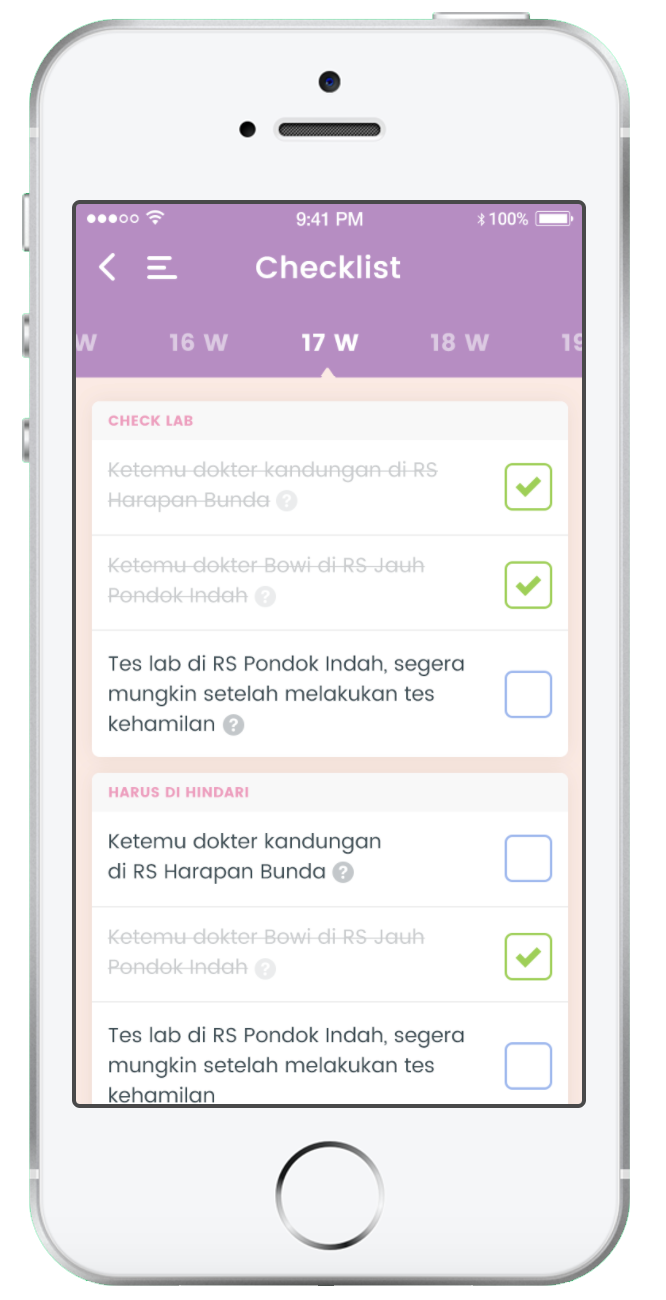 9:41 PM
100%
Checklist
W
16 W
17 W
18 W
19
CHECK LAB
Ketemu dokter kandungan di RS
Harapan Bunda ?
Ketemu dokter Bowi di RS Jauh
Pondok Indah ?
Tes lab di RS Pondok Indah, segera
mungkin setelah melakukan tes
kehamilan ?
HARUS DI HINDARI
Ketemu dokter kandungan
di RS Harapan Bunda ?
Ketemu dokter Bowi di RS Jauh
Pondok Indah ?
Tes lab di RS Pondok Indah, segera
mungkin setelah melakukan tes
kehamilan